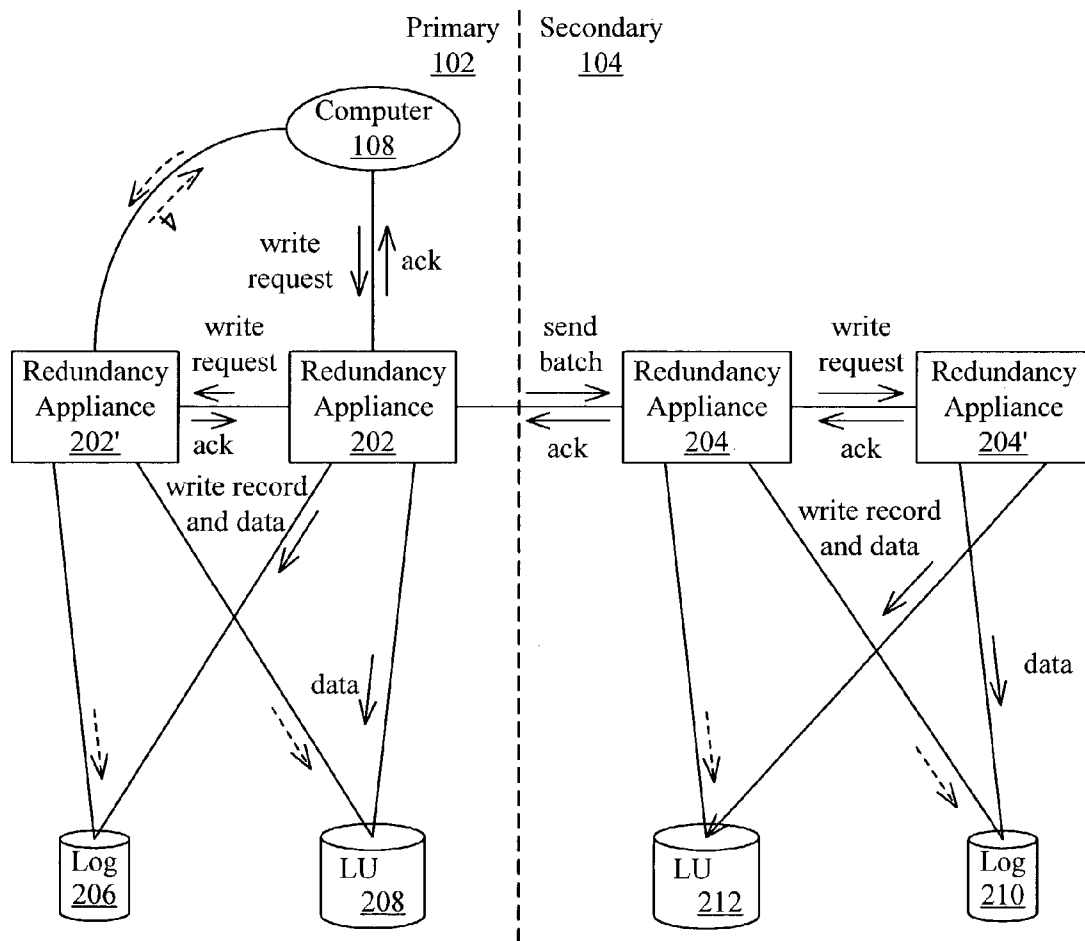 Primary
102
Secondary
104
Computer
108
write
request
ack
write
request
ack
Redundancy
Appliance
202'
Redundancy
Appliance
202
send
batch
ack
Redundancy
Appliance
204
write
request
ack
Redundancy
Appliance
204'
write record
and data
data
write record
and data
data
Log
206
LU
208
LU
212
Log
210